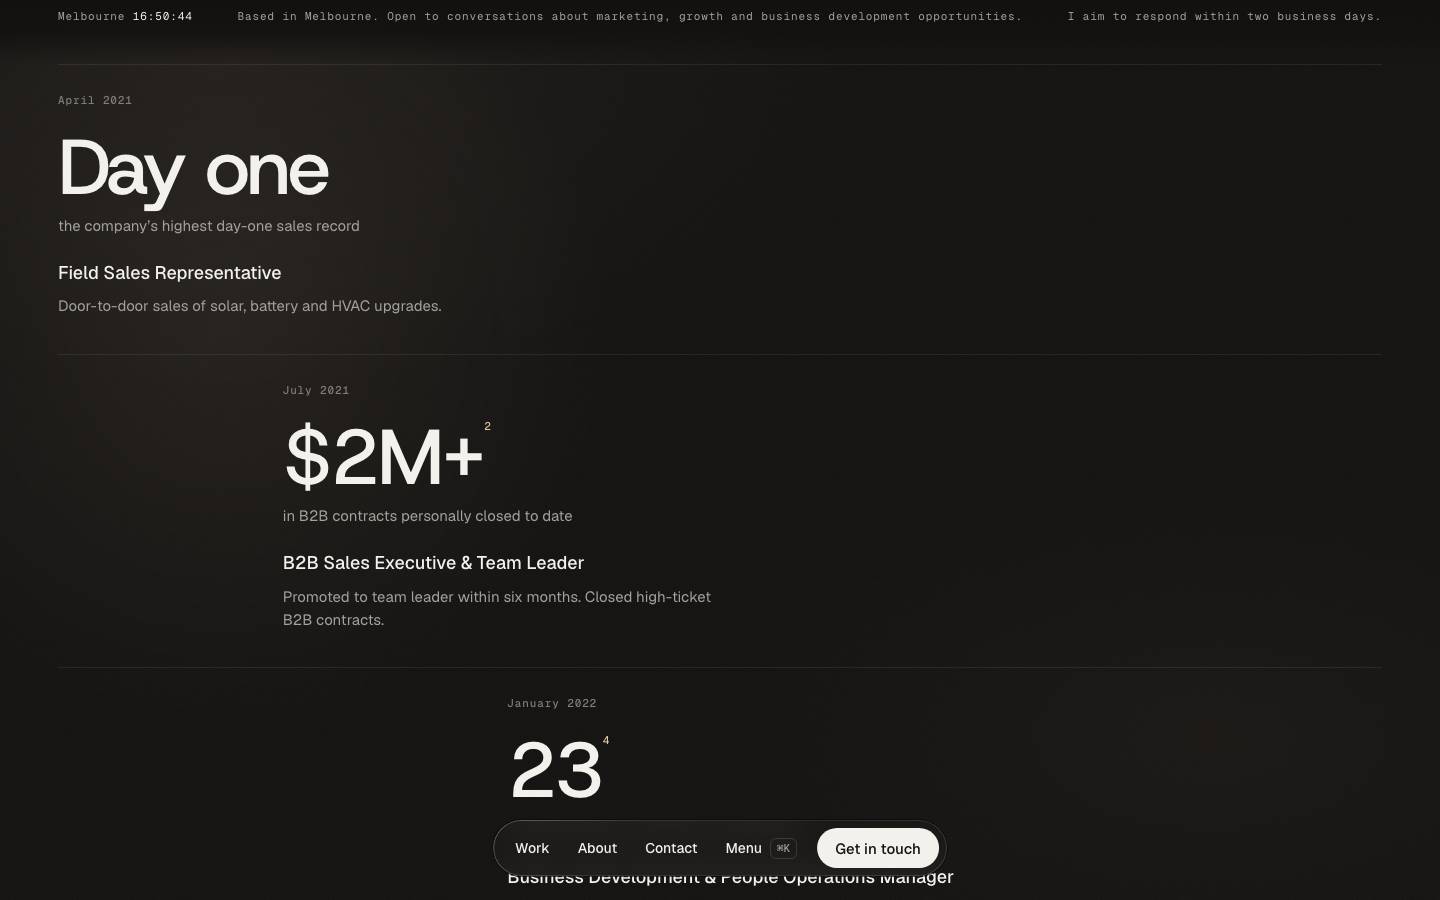 Melbourne 16:50:44 Based in Melbourne. Open to conversations about marketing, growth and business development opportunities. I aim to respond within two business days.
April 2021
Day one
the company's highest day-one sales record
Field Sales Representative
Door-to-door sales of solar, battery and HVAC upgrades.
July 2021
$2M+ 2
in B2B contracts personally closed to date
B2B Sales Executive & Team Leader
Promoted to team leader within six months. Closed high-ticket
B2B contracts.
January 2022
23 4
Work About Contact Menu ⌘K Get in touch
Business Development & People Operations Manager